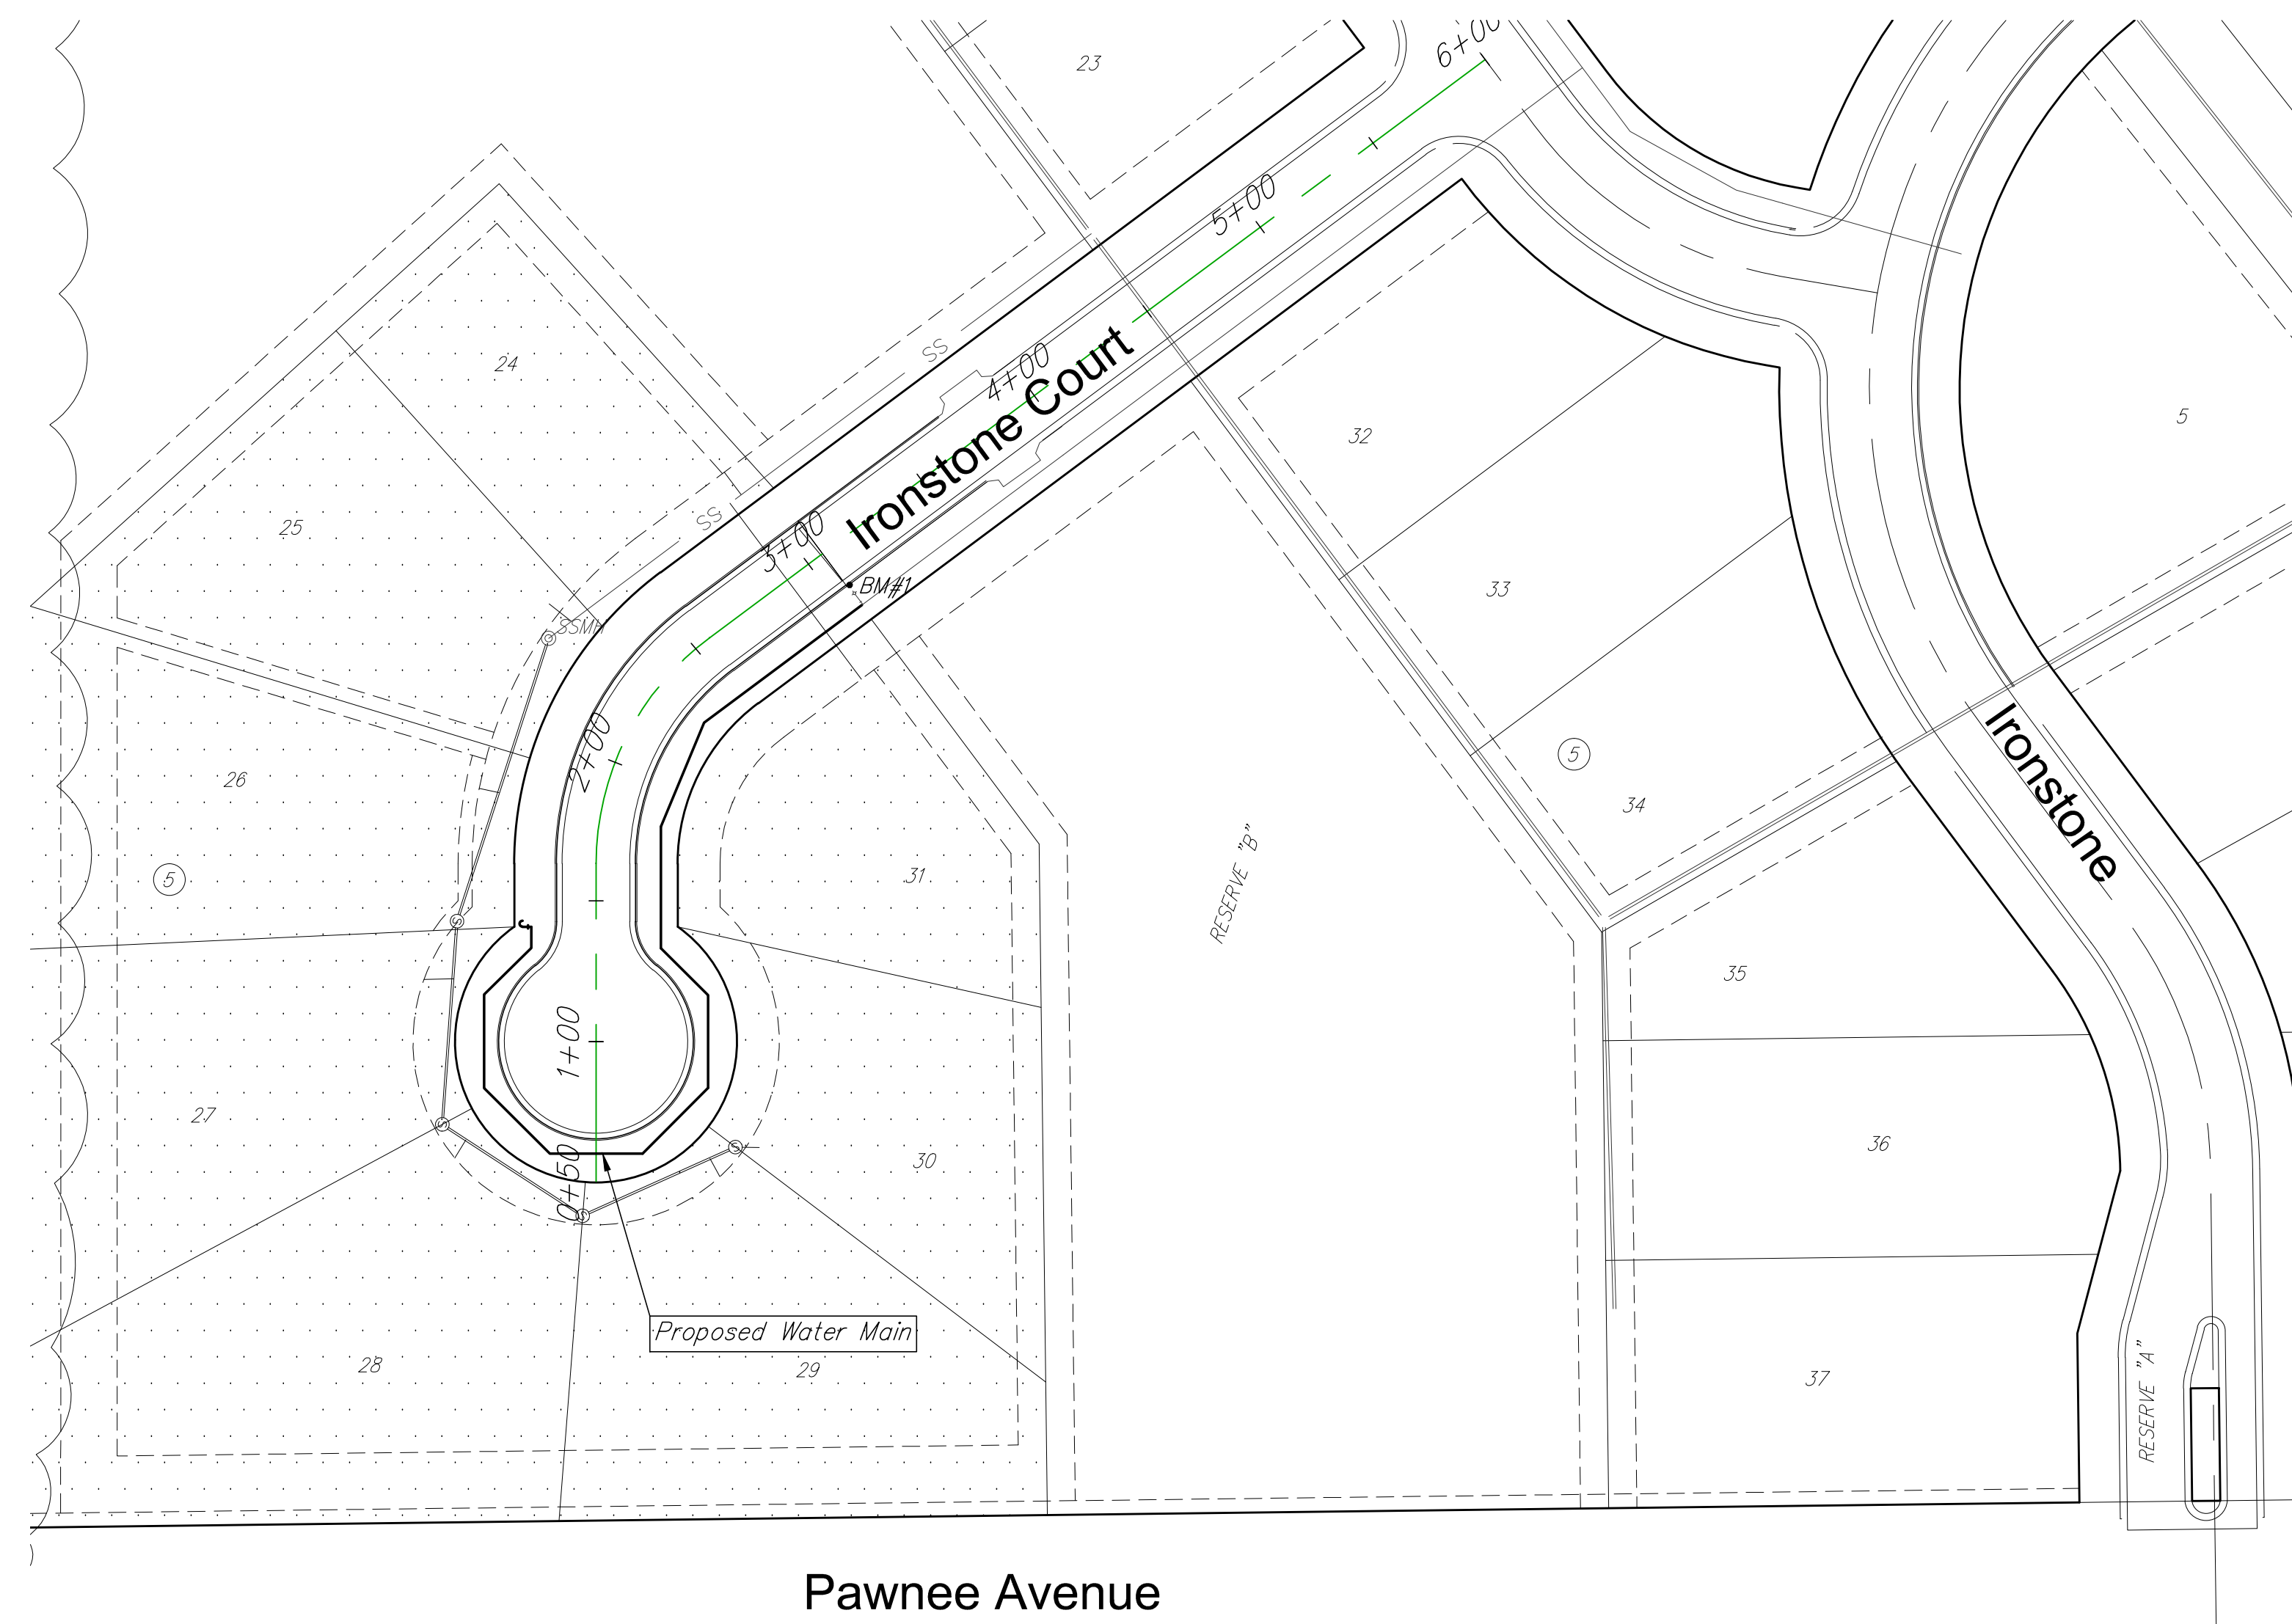 23
6+00
5+00
24
SS
4+00
Ironstone Court
32
5
25
SS
3+00
BM#1
33
SSMH
2+00
26
5
34
Ironstone
5
31
RESERVE "B"
35
1+00
27
30
36
0+50
Proposed Water Main
28
29
37
RESERVE "A"
S
S
S
S
Pawnee Avenue